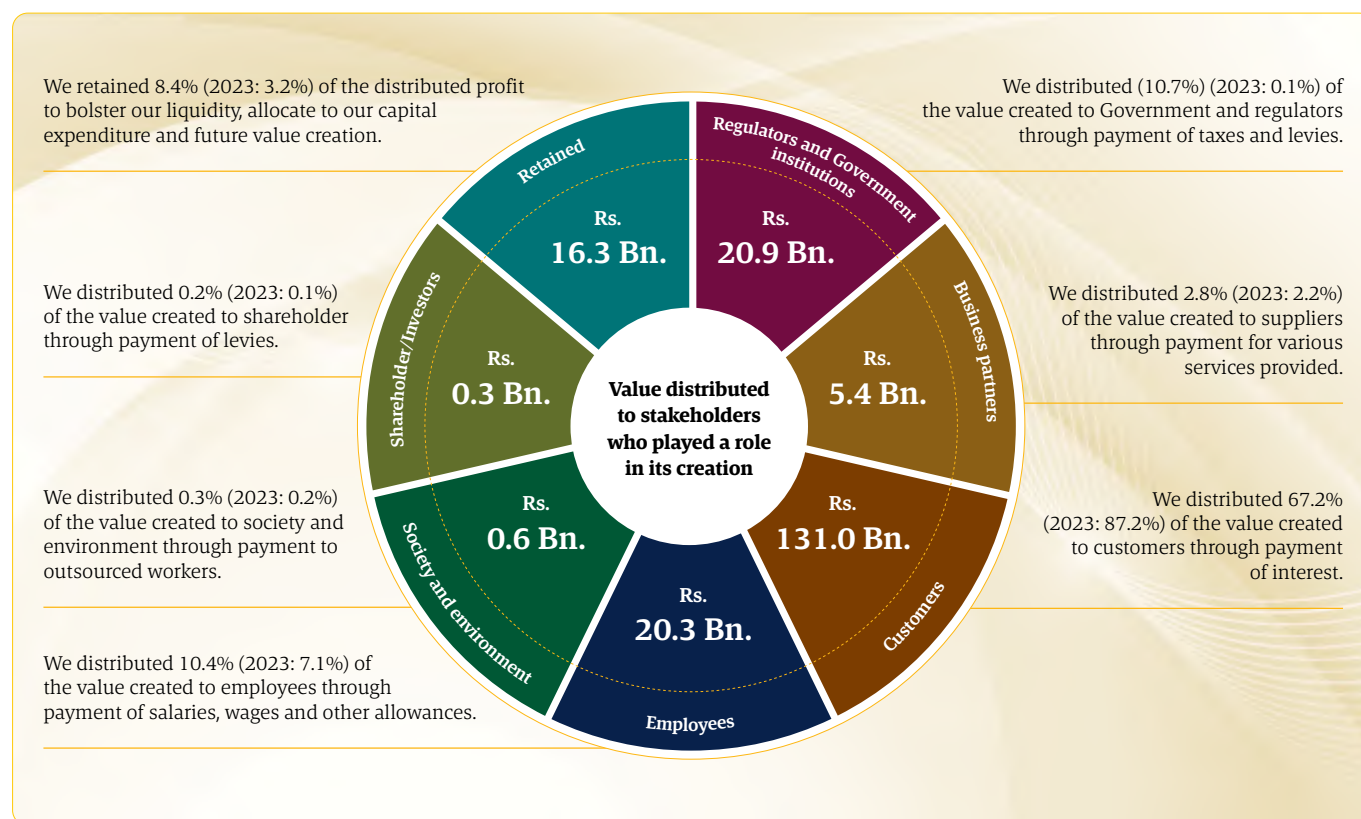 We retained 8.4% (2023: 3.2%) of the distributed profit
to bolster our liquidity, allocate to our capital
expenditure and future value creation.
We distributed 0.2% (2023: 0.1%)
of the value created to shareholder
through payment of levies.
We distributed 0.3% (2023: 0.2%)
of the value created to society and
environment through payment to
outsourced workers.
We distributed 10.4% (2023: 7.1%) of
the value created to employees through
payment of salaries, wages and other allowances.
Retained
Rs.
16.3 Bn.
Regulators and Government
institutions
Rs.
20.9 Bn.
Shareholder/Investors
Rs.
0.3 Bn.
Business partners
Rs.
5.4 Bn.
Value distributed
to stakeholders
who played a role
in its creation
Society and environment
Rs.
0.6 Bn.
Customers
Rs.
131.0 Bn.
Rs.
20.3 Bn.
Employees
We distributed (10.7%) (2023: 0.1%) of
the value created to Government and regulators
through payment of taxes and levies.
We distributed 2.8% (2023: 2.2%)
of the value created to suppliers
through payment for various
services provided.
We distributed 67.2%
(2023: 87.2%) of the value created
to customers through payment
of interest.